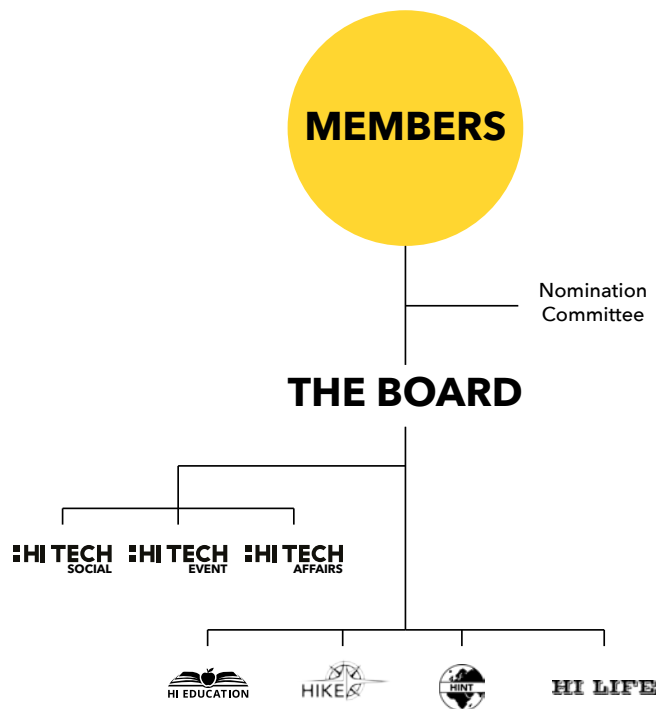 MEMBERS
Nomination
Committee
THE BOARD
HI TECH
SOCIAL
HI TECH
EVENT
HI TECH
AFFAIRS
HI EDUCATION
HIKE
HINT
HI LIFE